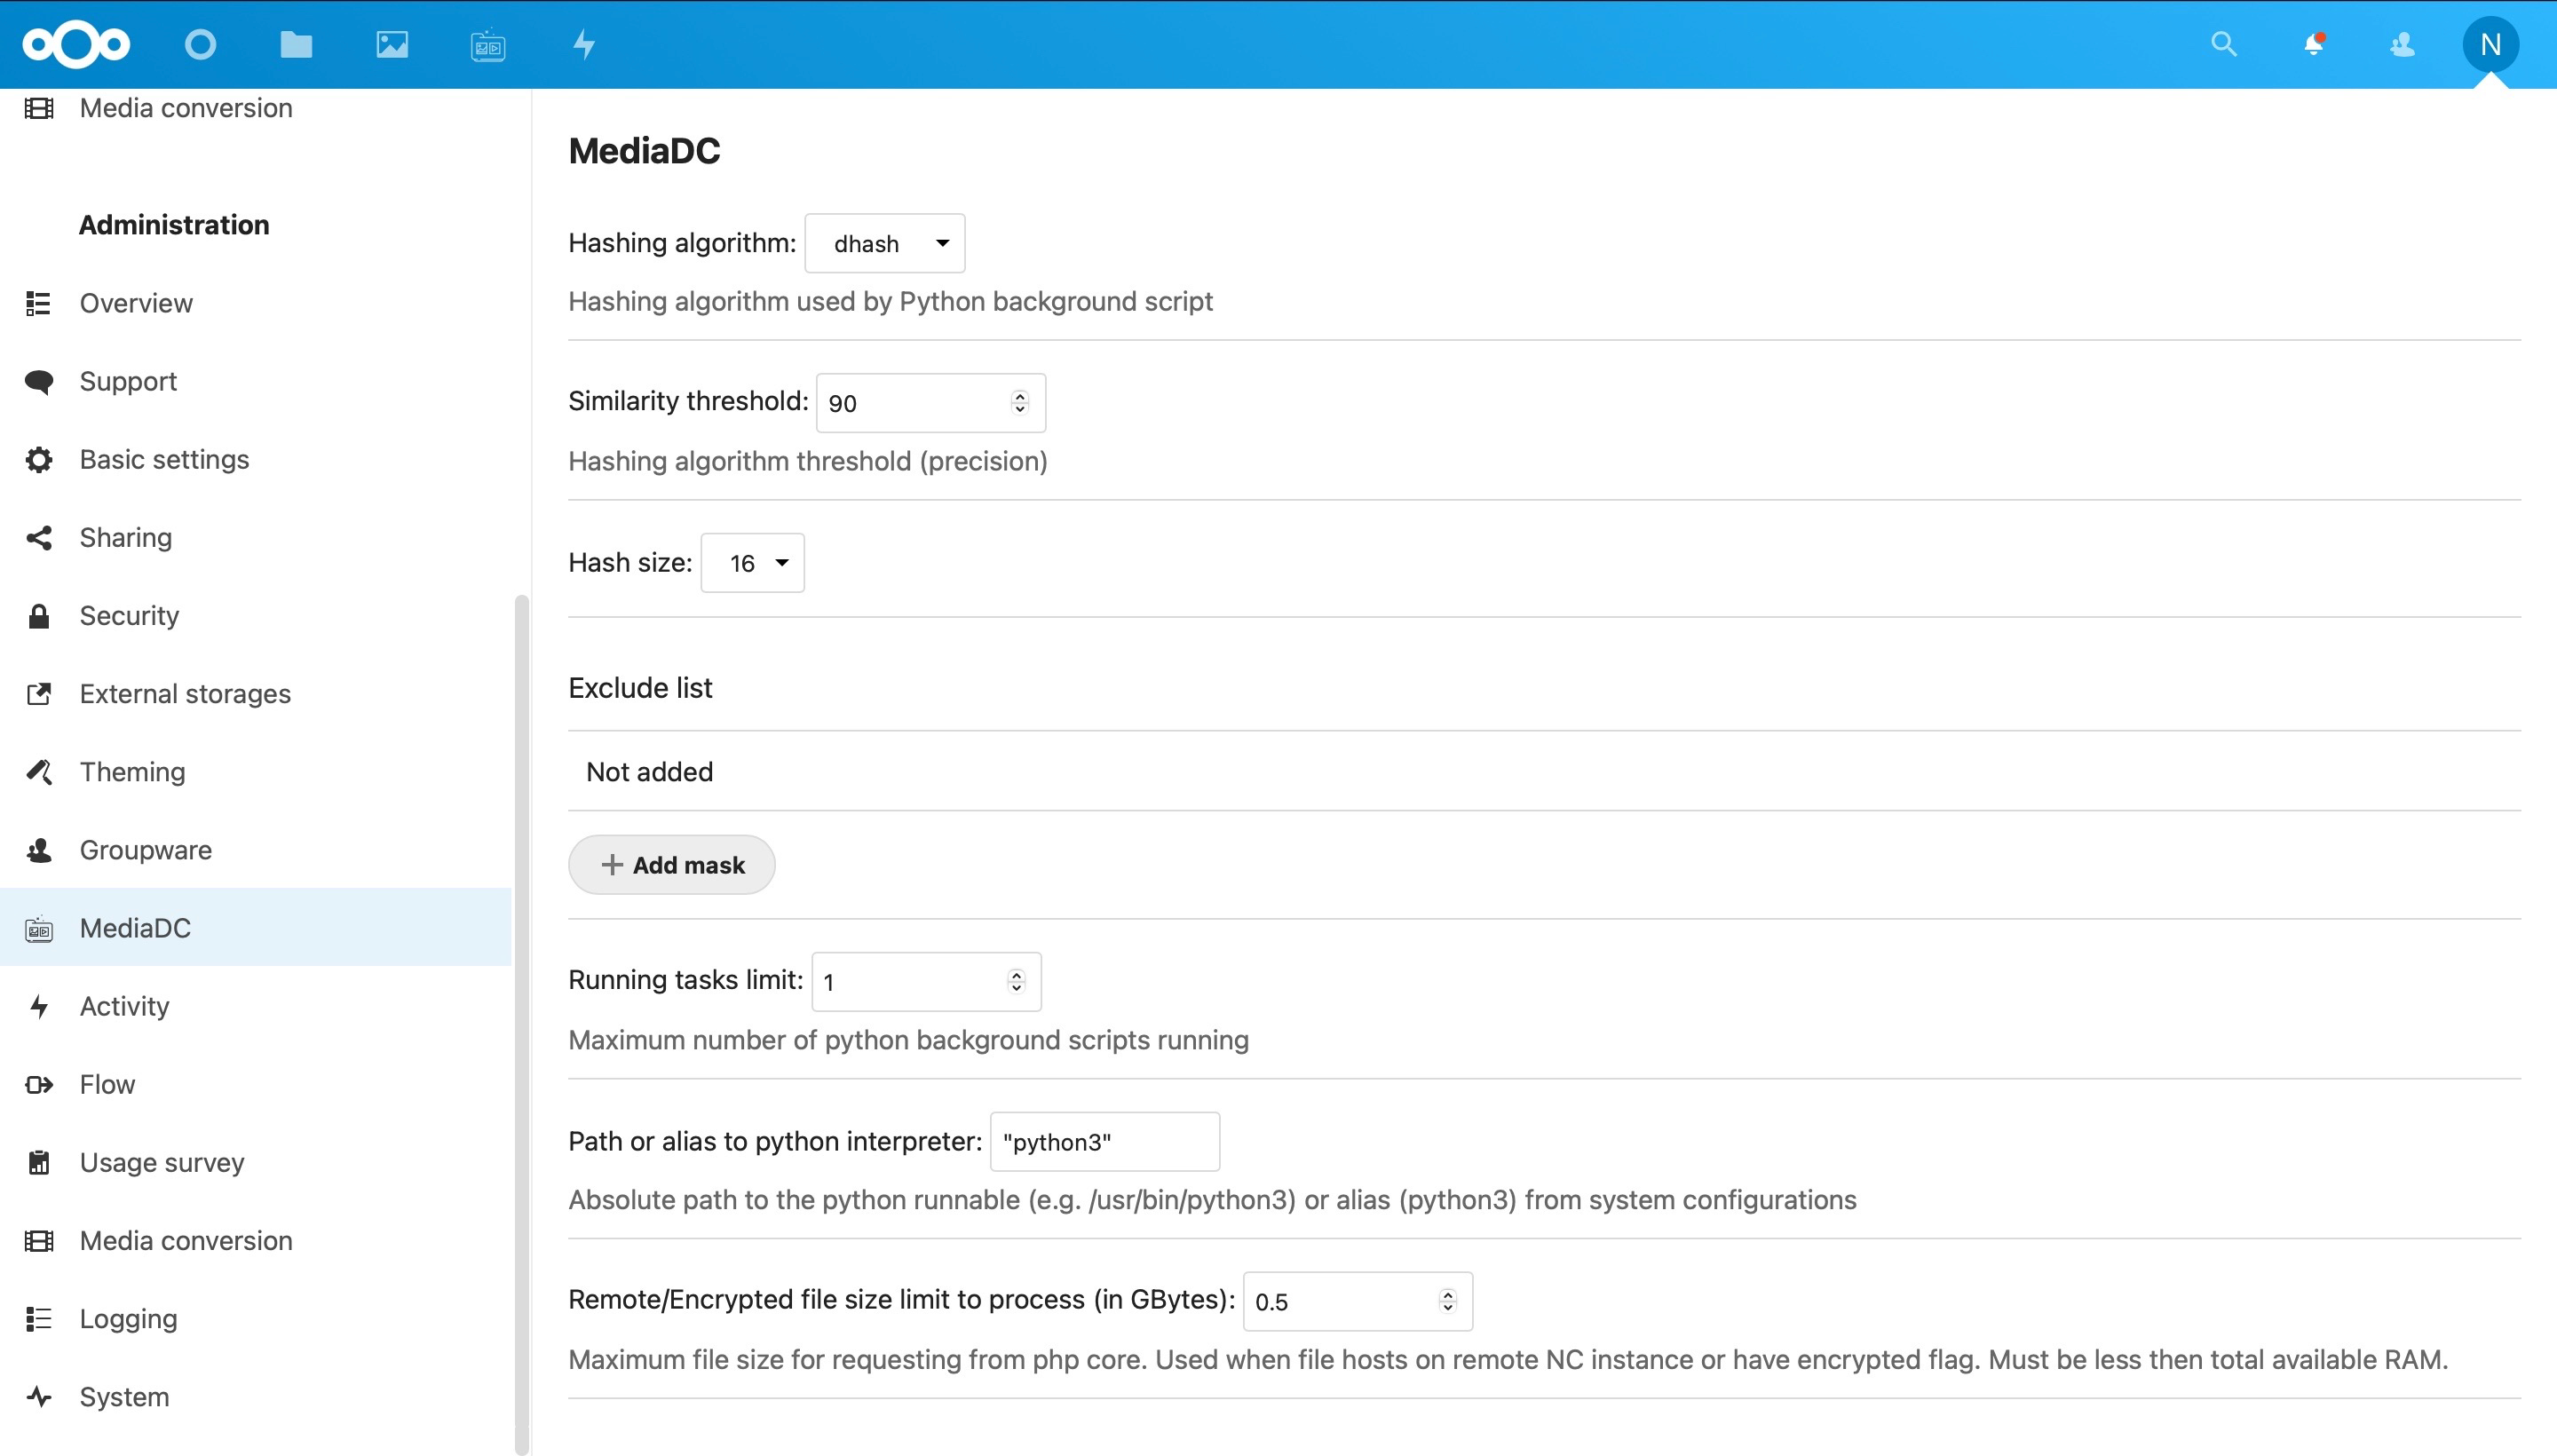 N
Media conversion
Administration
Overview
Support
Basic settings
Sharing
Security
External storages
Theming
Groupware
MediaDC
Activity
Flow
Usage survey
Media conversion
Logging
System
MediaDC
Hashing algorithm: dhash
Hashing algorithm used by Python background script
Similarity threshold: 90
Hashing algorithm threshold (precision)
Hash size: 16
Exclude list
Not added
Add mask
Running tasks limit: 1
Maximum number of python background scripts running
Path or alias to python interpreter: "python3"
Absolute path to the python runnable (e.g. /usr/bin/python3) or alias (python3) from system configurations
Remote/Encrypted file size limit to process (in GBytes): 0.5
Maximum file size for requesting from php core. Used when file hosts on remote NC instance or have encrypted flag. Must be less then total available RAM.